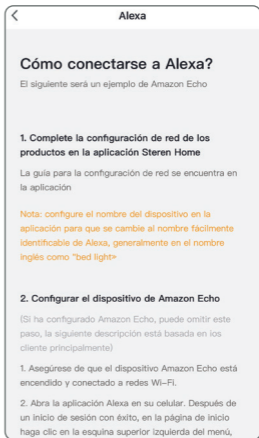 Alexa
Cómo conectarse a Alexa?
El siguiente será un ejemplo de Amazon Echo
1. Complete la configuración de red de los
productos en la aplicación Steren Home
La guía para la configuración de red se encuentra en
la aplicación
Nota: configure el nombre del dispositivo en la
aplicación para que se cambie al nombre fácilmente
identificable de Alexa, generalmente en el nombre
inglés como "bed light>
2. Configurar el dispositivo de Amazon Echo
(Si ha configurado Amazon Echo, puede omitir este
paso, la siguiente descripción está basada en ios
cliente principalmente)
1. Asegúrese de que el dispositivo Amazon Echo está
encendido y conectado a redes Wi-Fi.
2. Abra la aplicación Alexa en su celular. Después de
un inicio de sesión con éxito, en la página de inicio
haga clic en la esquina superior izquierda del menú,